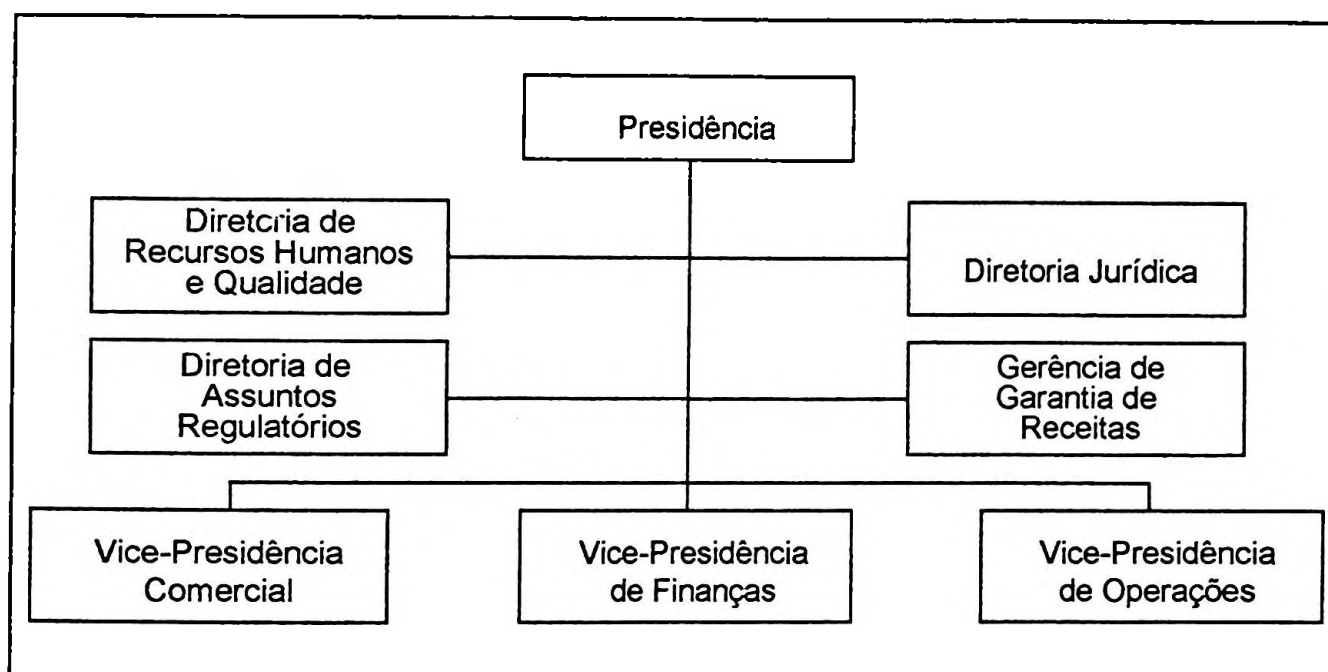 Presidência
Diretoria de
Recursos Humanos
e Qualidade
Diretoria Jurídica
Diretoria de
Assuntos
Regulatórios
Gerência de
Garantia de
Receitas
Vice-Presidência
Comercial
Vice-Presidência
de Finanças
Vice-Presidência
de Operações